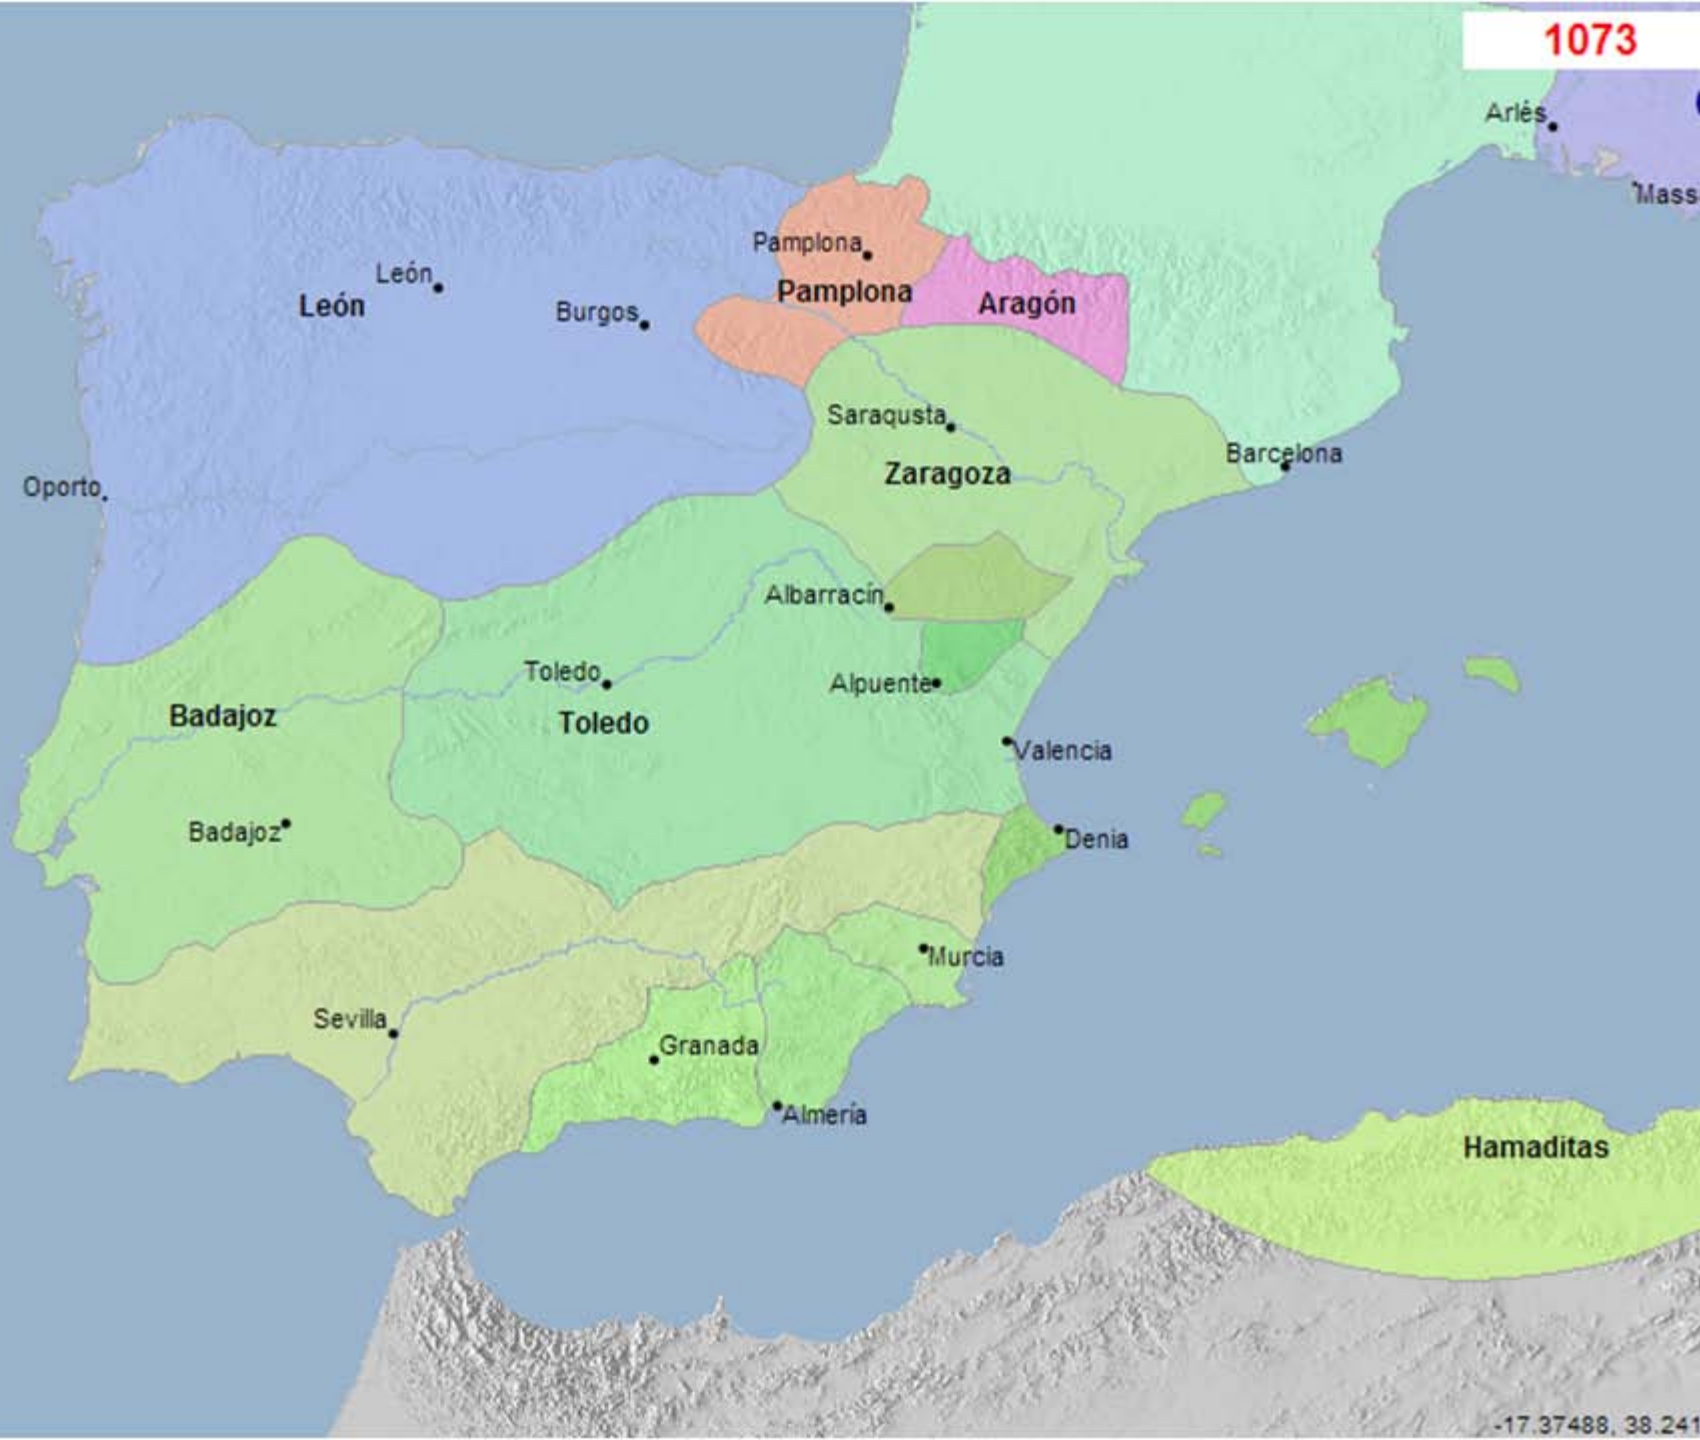 1073
Arlés
Mass
Pamplona
León
Pamplona
León
Aragón
Burgos
Saraqusta
Barcelona
Zaragoza
Oporto
Albarracín
Toledo
Alpuente
Badajoz
Toledo
Valencia
Badajoz
Denia
Murcia
Sevilla
Granada
Almería
Hamaditas
-17.37488, 38.241